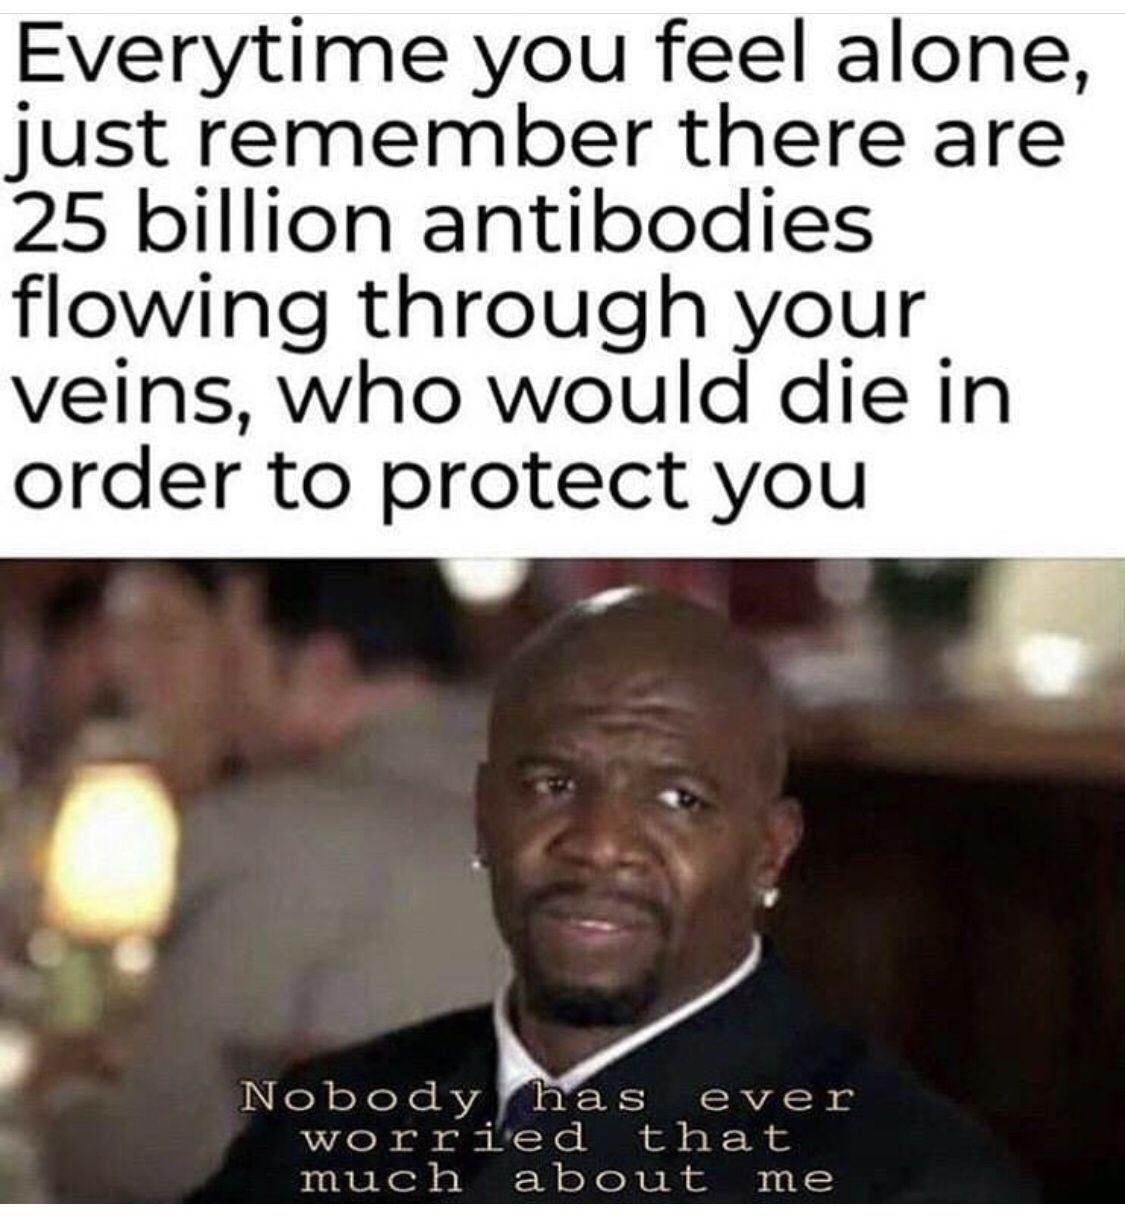 Everytime you feel alone,
just remember there are
25 billion antibodies
flowing through your
veins, who would die in
order to protect you
Nobody has ever
worried that
much about me